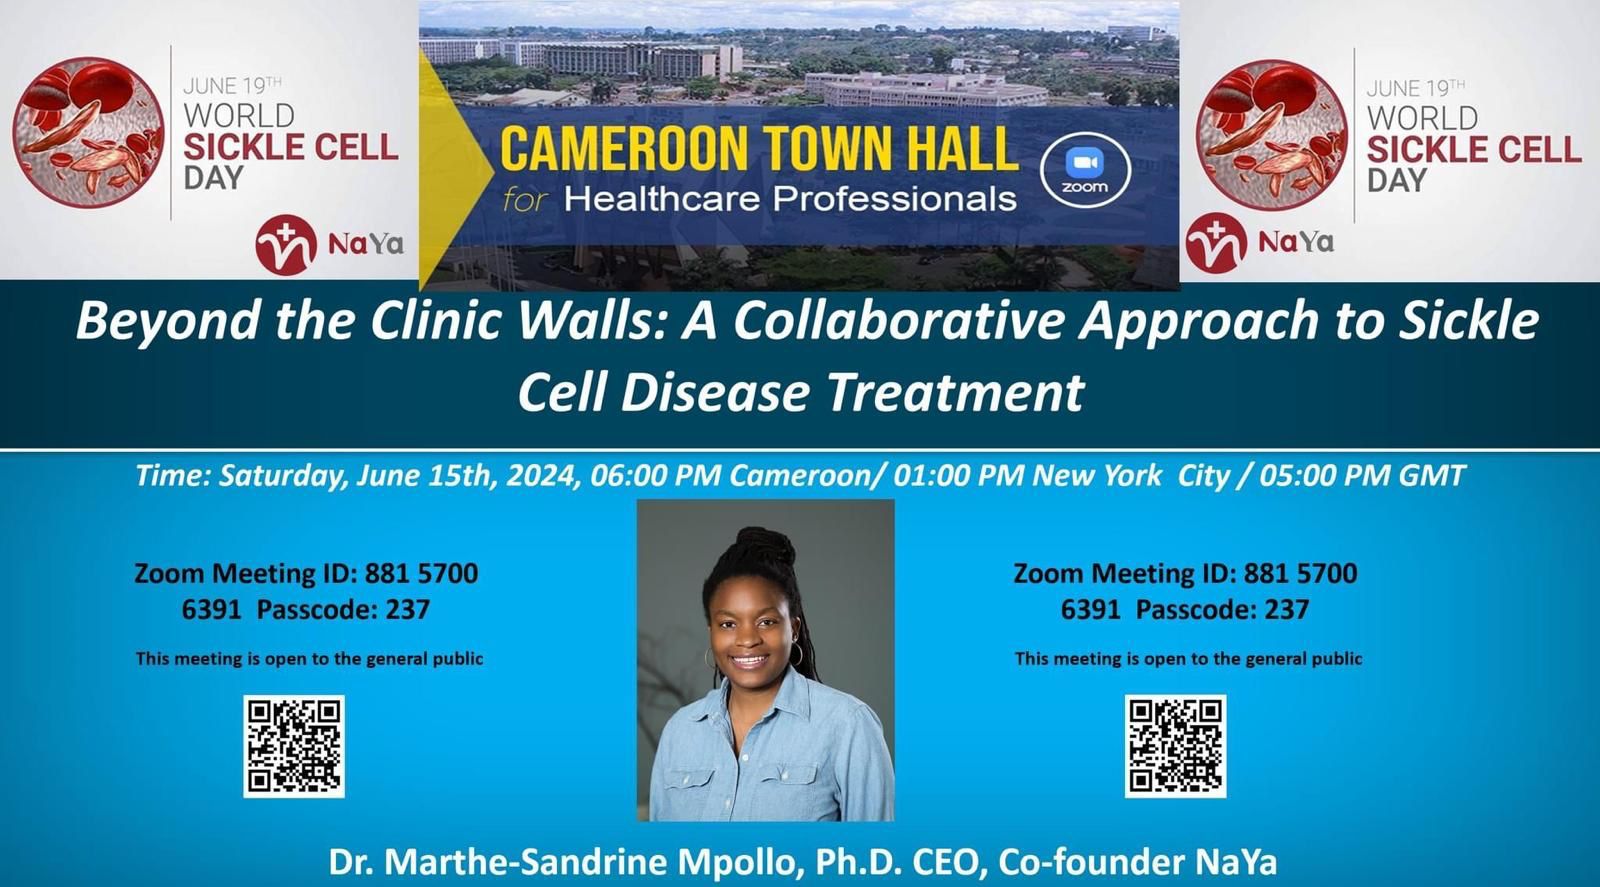 JUNE 19TH
WORLD
SICKLE CELL
DAY
NaYa
CAMEROON TOWN HALL
for Healthcare Professionals
zoom
JUNE 19TH
WORLD
SICKLE CELL
DAY
NaYa
Beyond the Clinic Walls: A Collaborative Approach to Sickle
Cell Disease Treatment
Time: Saturday, June 15th, 2024, 06:00 PM Cameroon/ 01:00 PM New York City / 05:00 PM GMT
Zoom Meeting ID: 881 5700
6391 Passcode: 237
This meeting is open to the general public
Zoom Meeting ID: 881 5700
6391 Passcode: 237
This meeting is open to the general public
Dr. Marthe-Sandrine Mpollo, Ph.D. CEO, Co-founder NaYa